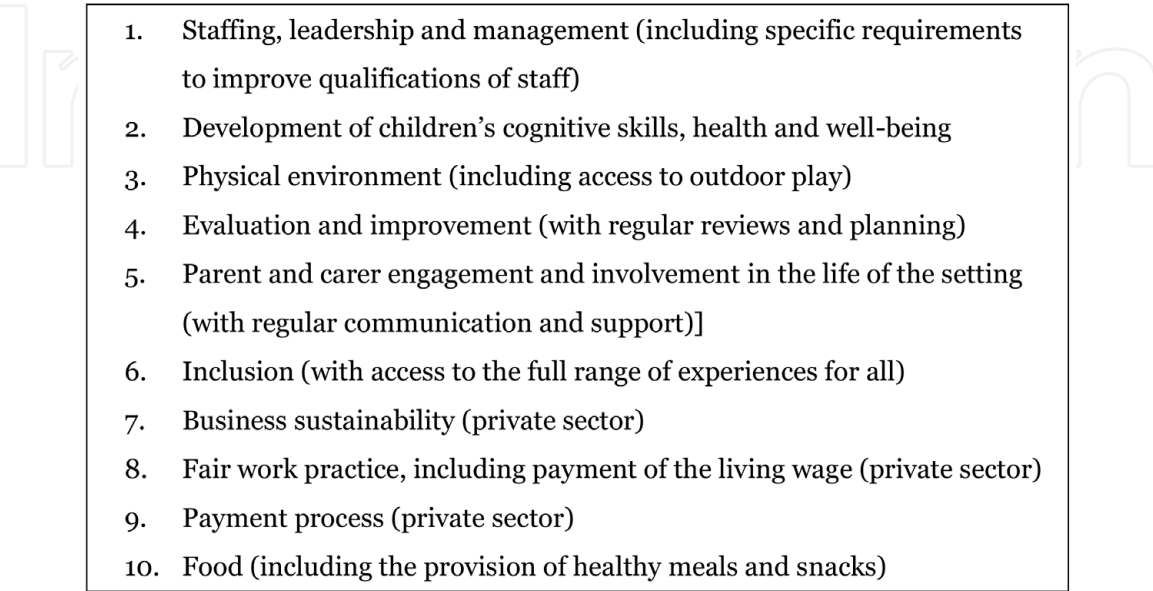 1. Staffing, leadership and management (including specific requirements
to improve qualifications of staff)
2. Development of children’s cognitive skills, health and well-being
3. Physical environment (including access to outdoor play)
4. Evaluation and improvement (with regular reviews and planning)
5. Parent and carer engagement and involvement in the life of the setting
(with regular communication and support)]
6. Inclusion (with access to the full range of experiences for all)
7. Business sustainability (private sector)
8. Fair work practice, including payment of the living wage (private sector)
9. Payment process (private sector)
10. Food (including the provision of healthy meals and snacks)